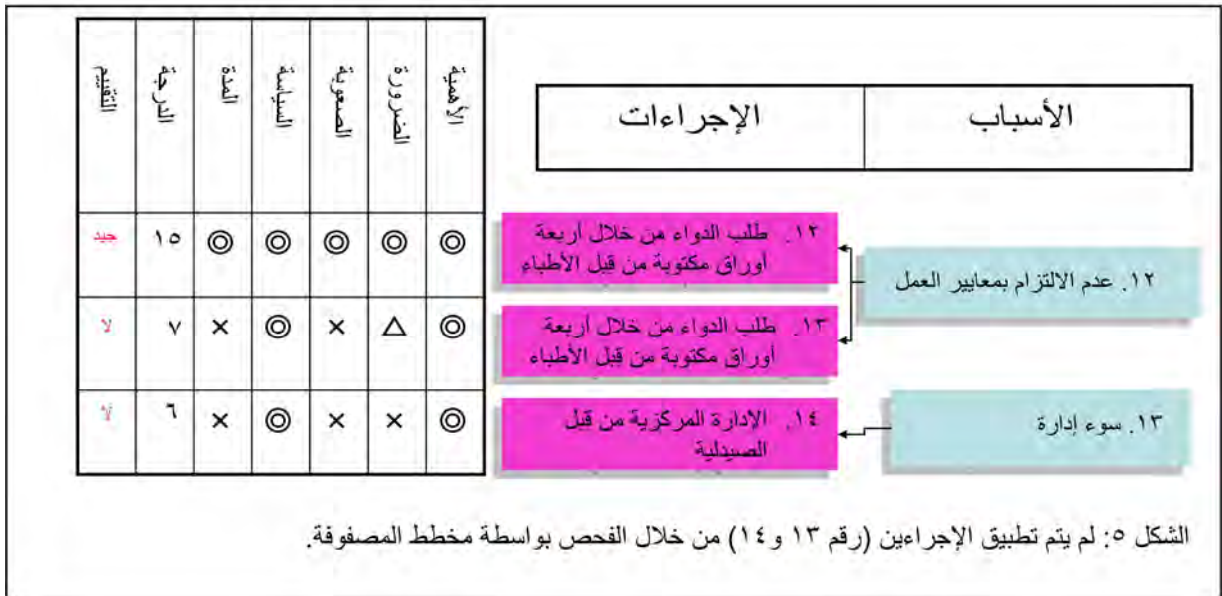 الأسباب
الإجراءات
الأهمية
الضرورة
الصعوبة
السياسة
المدة
الدرجة
التقييم
١٢. عدم الالتزام بمعايير العمل
١٢. طلب الدواء من خلال أربعة
أوراق مكتوبة من قِبل الأطباء
◎ ◎ ◎ ◎ ◎ ١٥ جيد
١٣. طلب الدواء من خلال أربعة
أوراق مكتوبة من قِبل الأطباء
◎ △ × ◎ × ٧ لا
١٣. سوء إدارة
١٤. الإدارة المركزية من قِبل
الصيدلية
◎ × × ◎ × ٦ لا
الشكل ٥: لم يتم تطبيق الإجراءين (رقم ١٣ و١٤) من خلال الفحص بواسطة مخطط المصفوفة.